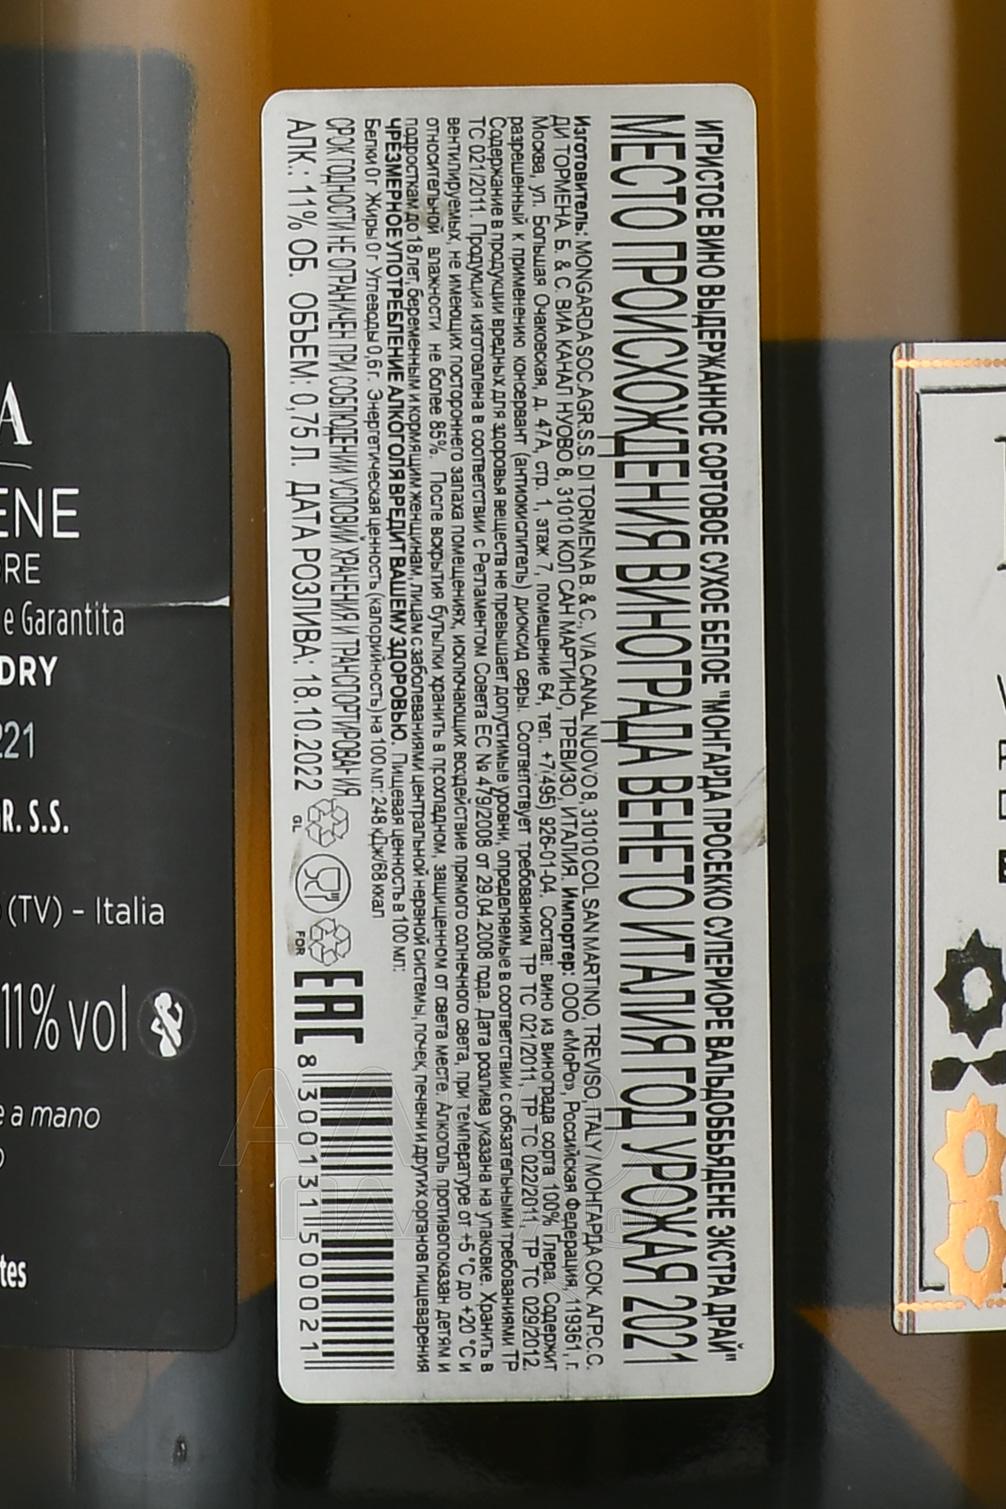 A
ENE
ORE
e Garantita
DRY
221
R. S.S.
(TV) - Italia
11% vol
e a mano
tes
ИГРИСТОЕ ВИНО ВЫДЕРЖАННОЕ СОРТОВОЕ СУХОЕ БЕЛОЕ "МОНГАРДА ПРОСЕККО СУПЕРИОРЕ ВАЛЬДОББЬЯДЕНЕ ЭКСТРА ДРАЙ"
МЕСТО ПРОИСХОЖДЕНИЯ ВИНОГРАДА ВЕНЕТО ИТАЛИЯ ГОД УРОЖАЯ 2021
Изготовитель: MONGARDA SOC. AGR. S.S. DI TORMENA B. & C., VIA CANAL NUOVO 8, 31010 COL SAN MARTINO, TREVISO, ITALY / МОНГАРДА СОК. АГР.С.С.
ДИ ТОРМЕНА. Б. & С. ВИА КАНАЛ НУОВО 8, 31010 КОЛ САН МАРТИНО, ТРЕВИЗО, ИТАЛИЯ. Импортер: ООО «МоРо», Российская Федерация, 119361, г.
Москва, ул. Большая Очаковская, д. 47А, стр. 1, этаж 7, помещение 64, тел. +7(495) 926-01-04. Состав: вино из винограда сорта 100% Глера. Содержит
разрешенный к применению консервант (антиокислитель) диоксид серы. Соответствует требованиям ТР ТС 021/2011, ТР ТС 022/2011, ТР ТС 029/2012.
Содержание в продукции вредных для здоровья веществ не превышает допустимые уровни, определяемые в соответствии с обязательными требованиями ТР
ТС 021/2011. Продукция изготовлена в соответствии с Регламентом Совета ЕС № 479/2008 от 29.04.2008 года. Дата розлива указана на упаковке. Хранить в
вентилируемых, не имеющих постороннего запаха помещениях, исключающих воздействие прямого солнечного света, при температуре от +5 °С до +20 °С и
относительной влажности не более 85%. После вскрытия бутылки хранить в прохладном, защищенном от света месте. Алкоголь противопоказан детям и
подросткам до 18 лет, беременным и кормящим женщинам, лицам с заболеваниями центральной нервной системы, почек, печени и других органов пищеварения
ЧРЕЗМЕРНОЕ УПОТРЕБЛЕНИЕ АЛКОГОЛЯ ВРЕДИТ ВАШЕМУ ЗДОРОВЬЮ. Пищевая ценность в 100 мл:
Белки 0 г Жиры 0 г Углеводы 0,6 г. Энергетическая ценность (калорийность) на 100 мл: 248 кДж/68 ккал
СРОК ГОДНОСТИ НЕ ОГРАНИЧЕН ПРИ СОБЛЮДЕНИИ УСЛОВИЙ ХРАНЕНИЯ И ТРАНСПОРТИРОВАНИЯ
АЛК.: 11% ОБ. ОБЪЕМ: 0,75 Л. ДАТА РОЗЛИВА: 18.10.2022
GL
FOR
ЕАС
8 300131 500021